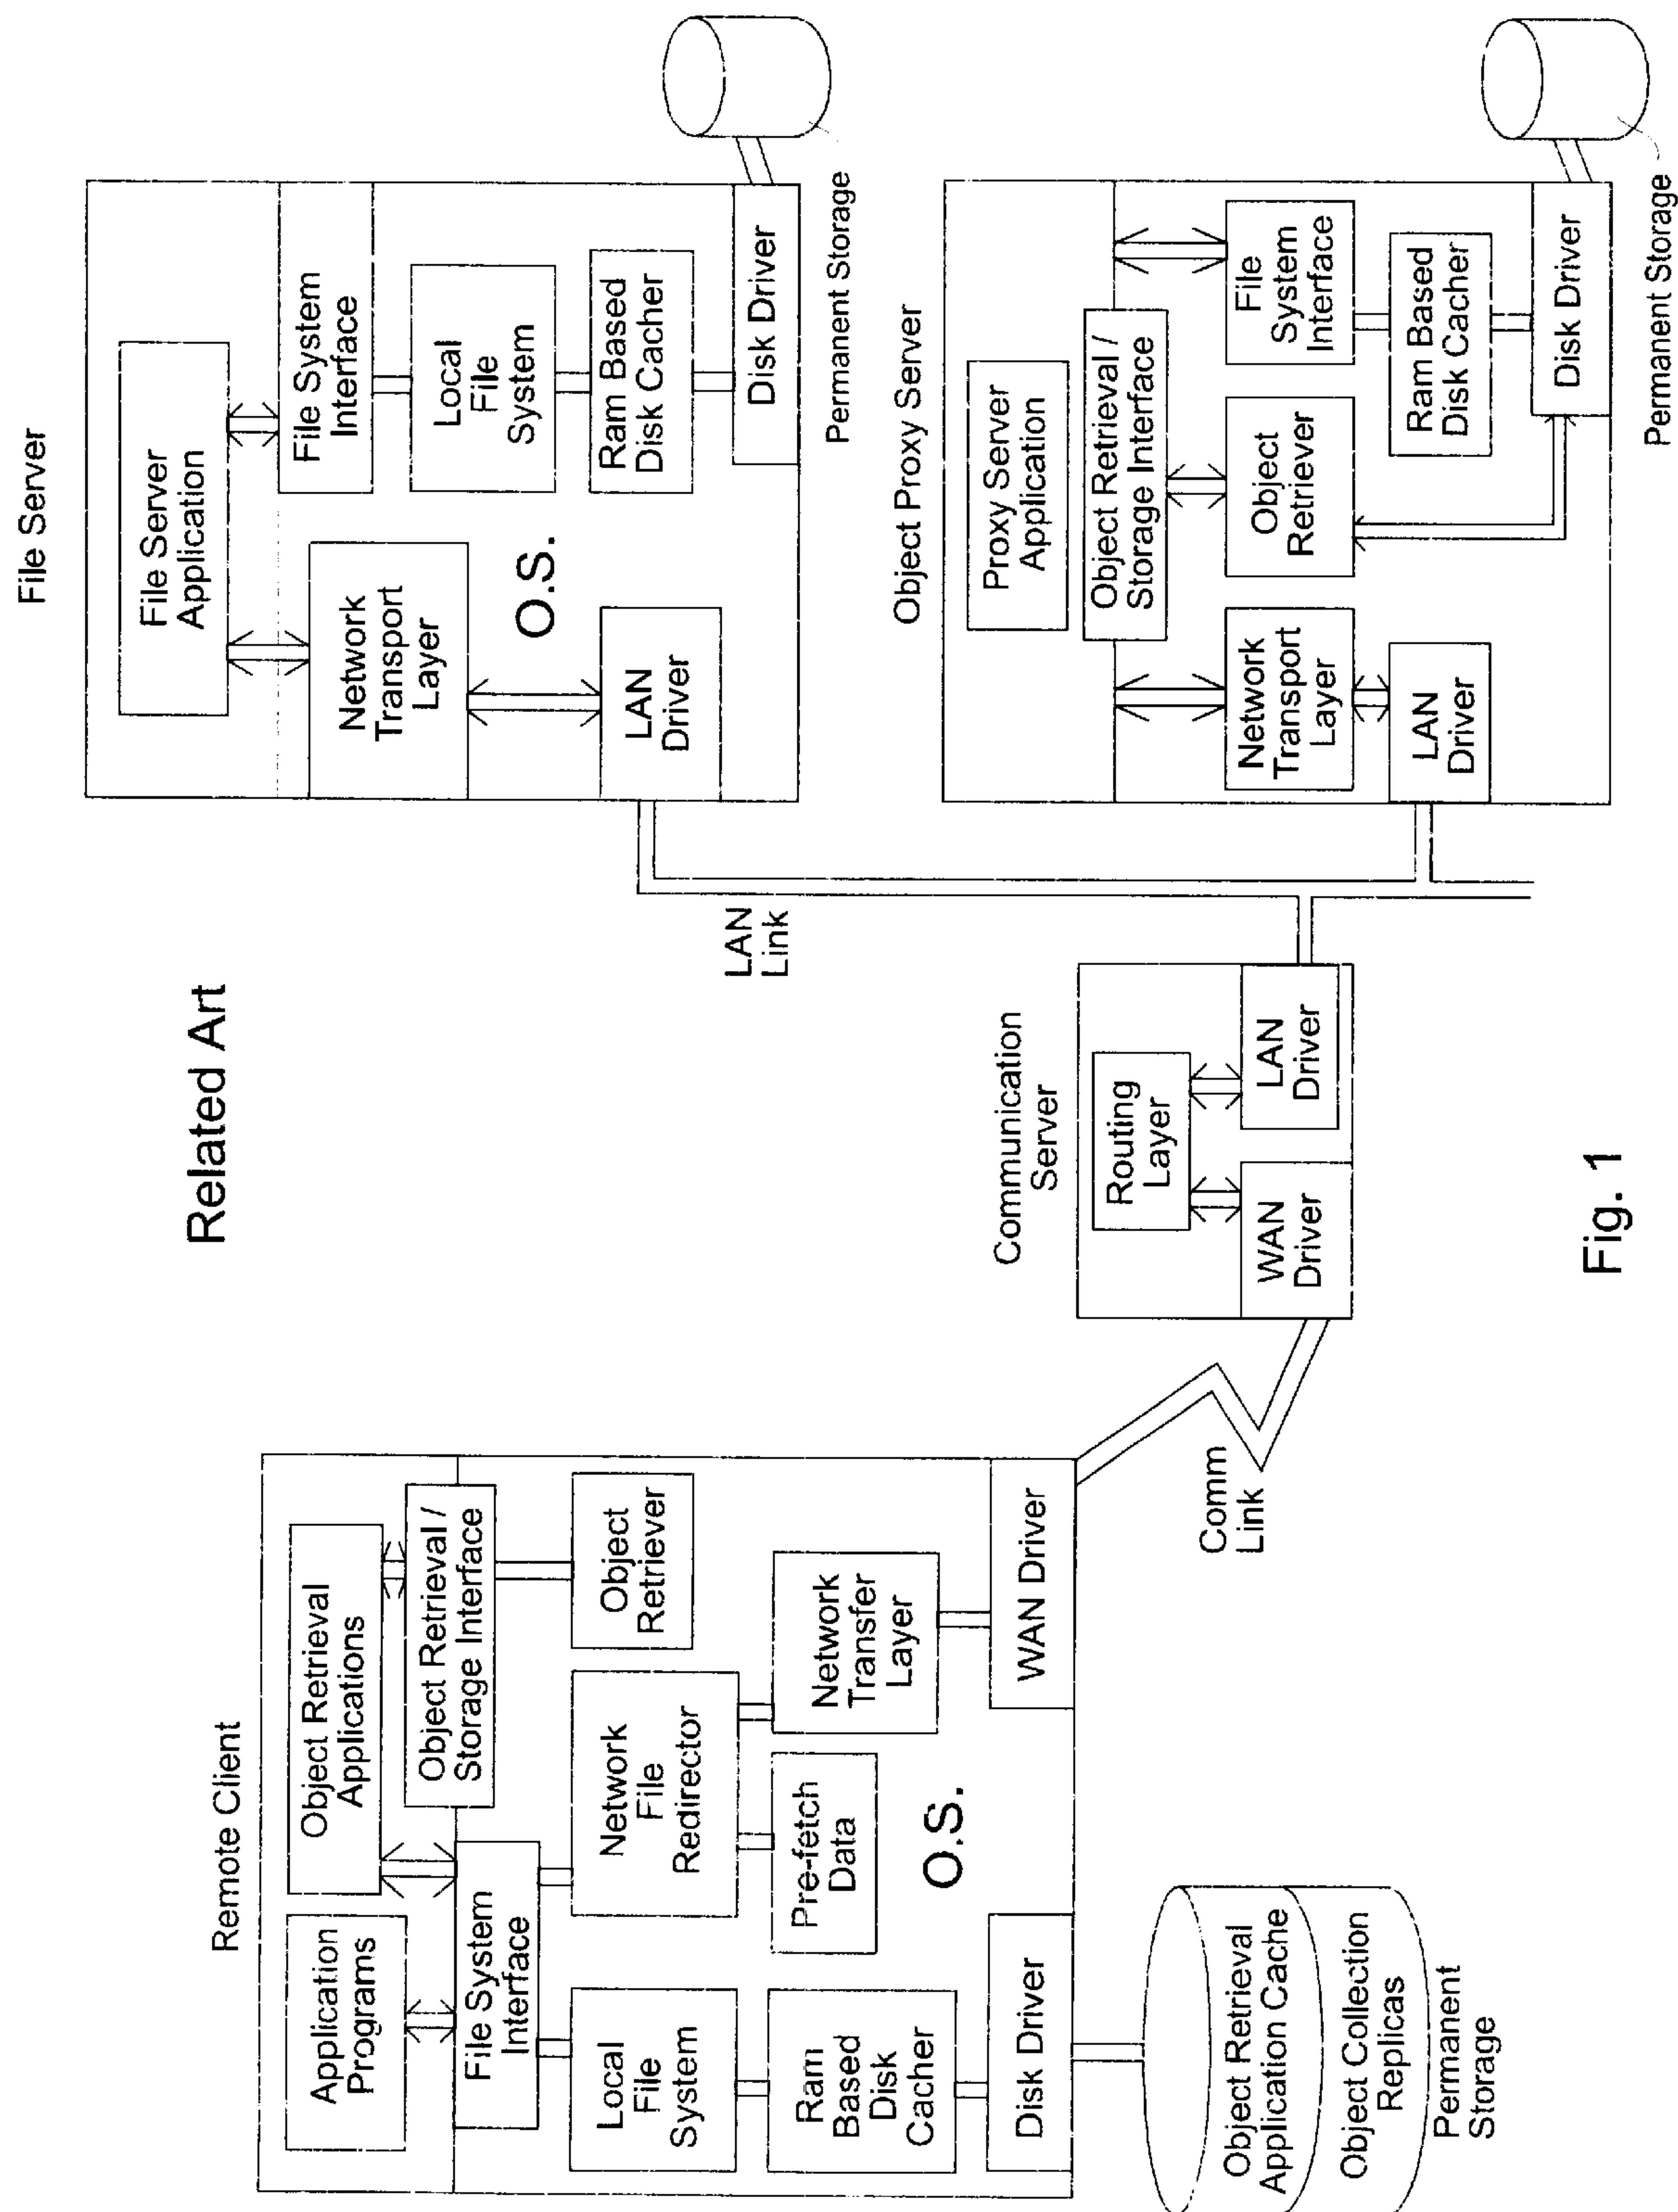 Related Art
Remote Client
Application
Programs
Object Retrieval
Applications
File System
Interface
Object Retrieval /
Storage Interface
Local
File
System
Network
File
Redirector
Object
Retriever
Ram
Based
Disk
Cacher
Pre-fetch
Data
Network
Transfer
Layer
O.S.
Disk Driver
WAN Driver
Object Retrieval
Application Cache
Object Collection
Replicas
Permanent
Storage
Comm
Link
Communication
Server
Routing
Layer
WAN
Driver
LAN
Driver
LAN
Link
File Server
File Server
Application
Network
Transport
Layer
File System
Interface
Local
File
System
O.S.
Ram Based
Disk Cacher
LAN
Driver
Disk Driver
Permanent Storage
Object Proxy Server
Proxy Server
Application
Object Retrieval /
Storage Interface
Network
Transport
Layer
Object
Retriever
File
System
Interface
LAN
Driver
Ram Based
Disk Cacher
Disk Driver
Permanent Storage
Fig. 1